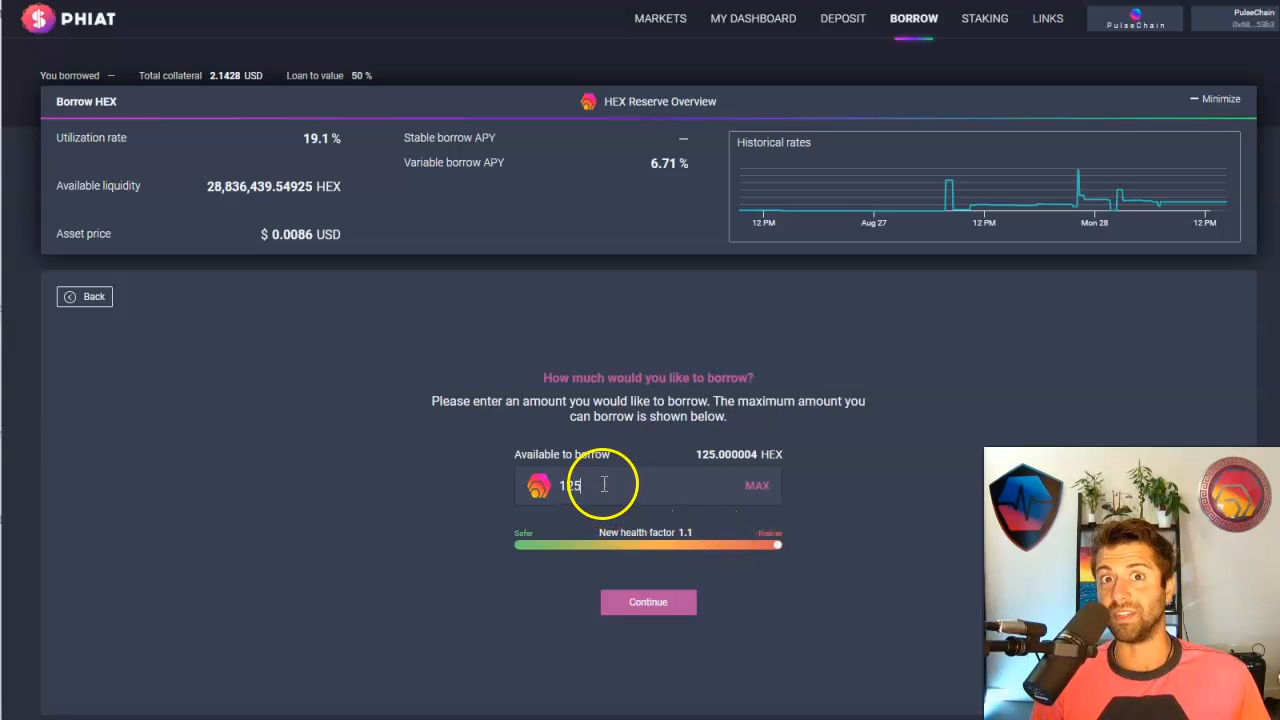 PHIAT
MARKETS MY DASHBOARD DEPOSIT BORROW STAKING LINKS
PulseChain
PulseChain
0x68...53b3
You borrowed — Total collateral 2.1428 USD Loan to value 50 %
Borrow HEX
HEX Reserve Overview
— Minimize
Utilization rate 19.1 %
Stable borrow APY —
Historical rates
Variable borrow APY 6.71 %
Available liquidity 28,836,439.54925 HEX
Asset price $ 0.0086 USD
12 PM Aug 27 12 PM Mon 28 12 PM
Back
How much would you like to borrow?
Please enter an amount you would like to borrow. The maximum amount you
can borrow is shown below.
Available to borrow 125.000004 HEX
125 MAX
Safer New health factor 1.1 Riskier
Continue